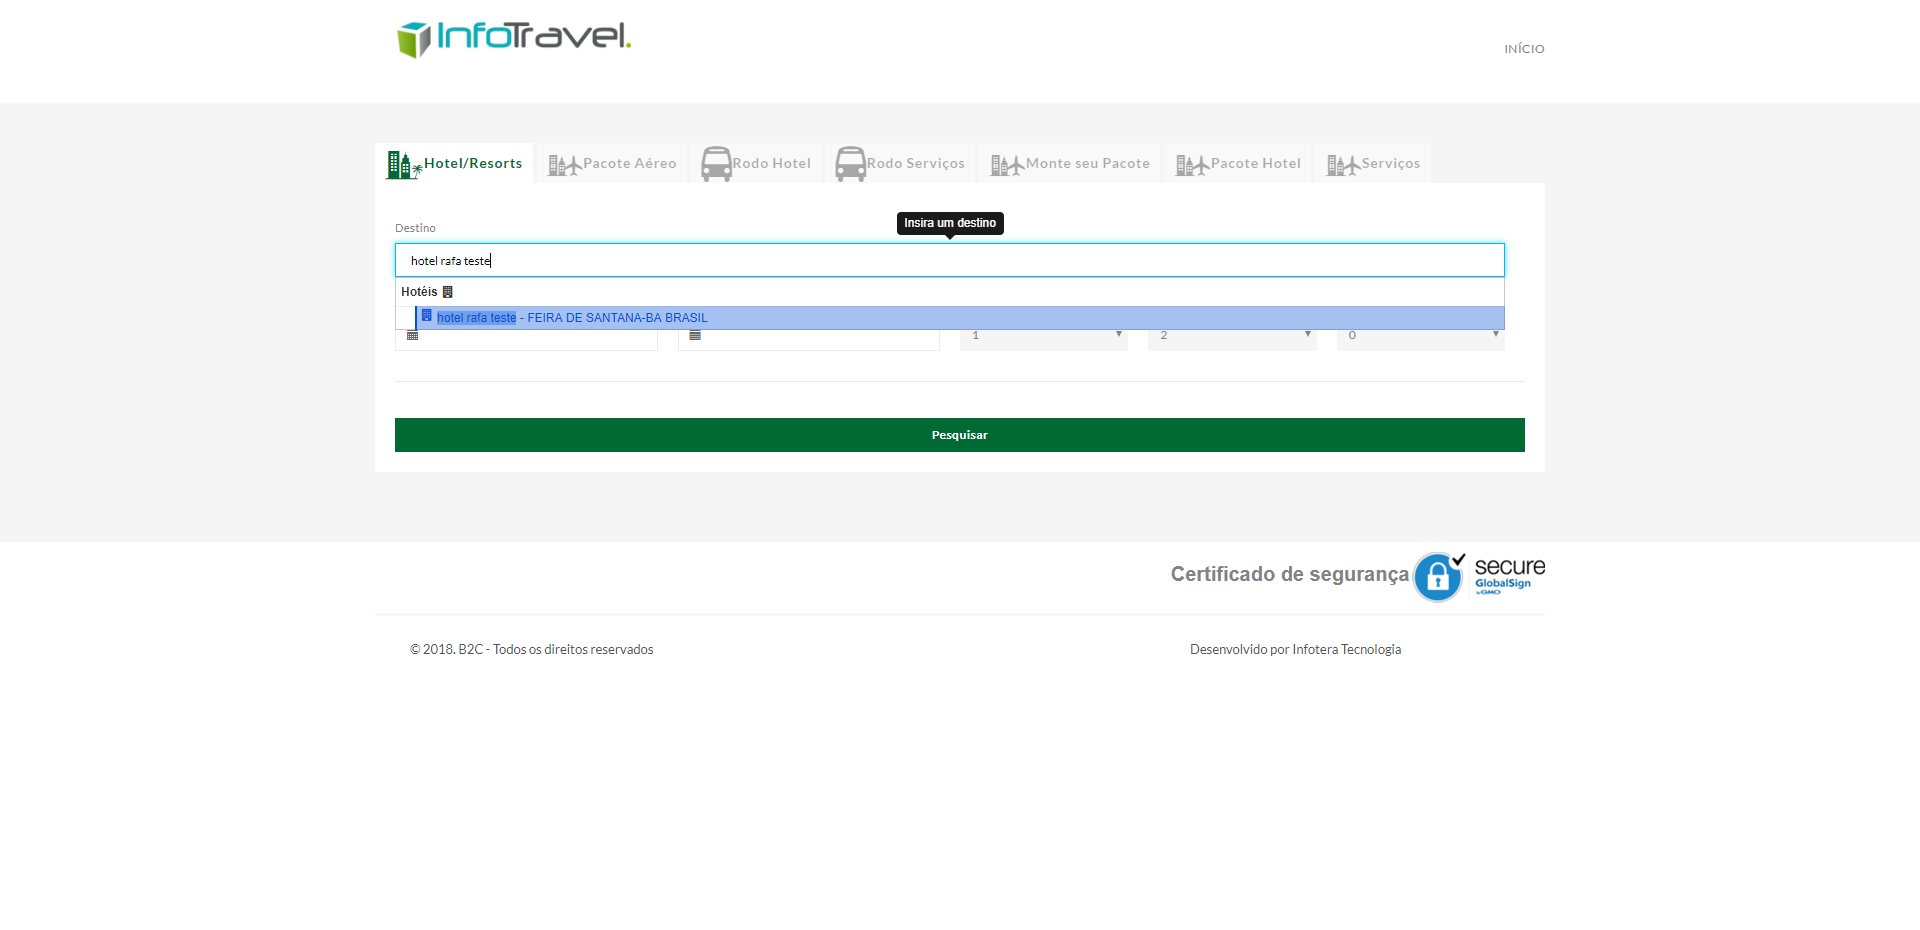 InfoTravel.
INÍCIO
Hotel/Resorts
Pacote Aéreo
Rodo Hotel
Rodo Serviços
Monte seu Pacote
Pacote Hotel
Serviços
Insira um destino
Destino
hotel rafa teste
Hotéis
hotel rafa teste - FEIRA DE SANTANA-BA BRASIL
1
2
0
Pesquisar
Certificado de segurança
secure
GlobalSign
by GMO
© 2018. B2C - Todos os direitos reservados
Desenvolvido por Infotera Tecnologia